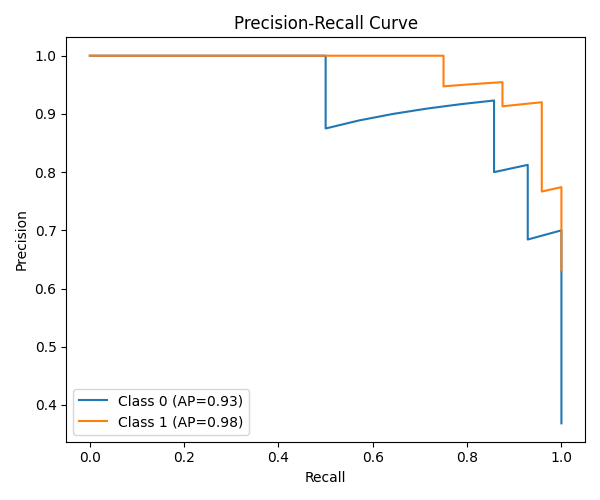 Precision-Recall Curve
1.0
0.9
0.8
0.7
0.6
0.5
0.4
Precision
Class 0 (AP=0.93)
Class 1 (AP=0.98)
0.0 0.2 0.4 0.6 0.8 1.0
Recall